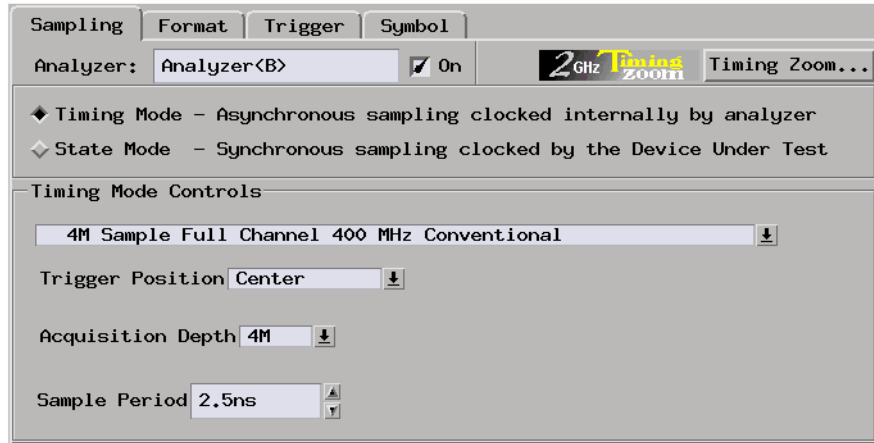 Sampling Format Trigger Symbol
Analyzer: Analyzer<B> On 2 GHz Timing Zoom Timing Zoom...
Timing Mode - Asynchronous sampling clocked internally by analyzer
State Mode - Synchronous sampling clocked by the Device Under Test
Timing Mode Controls
4M Sample Full Channel 400 MHz Conventional
Trigger Position Center
Acquisition Depth 4M
Sample Period 2.5ns